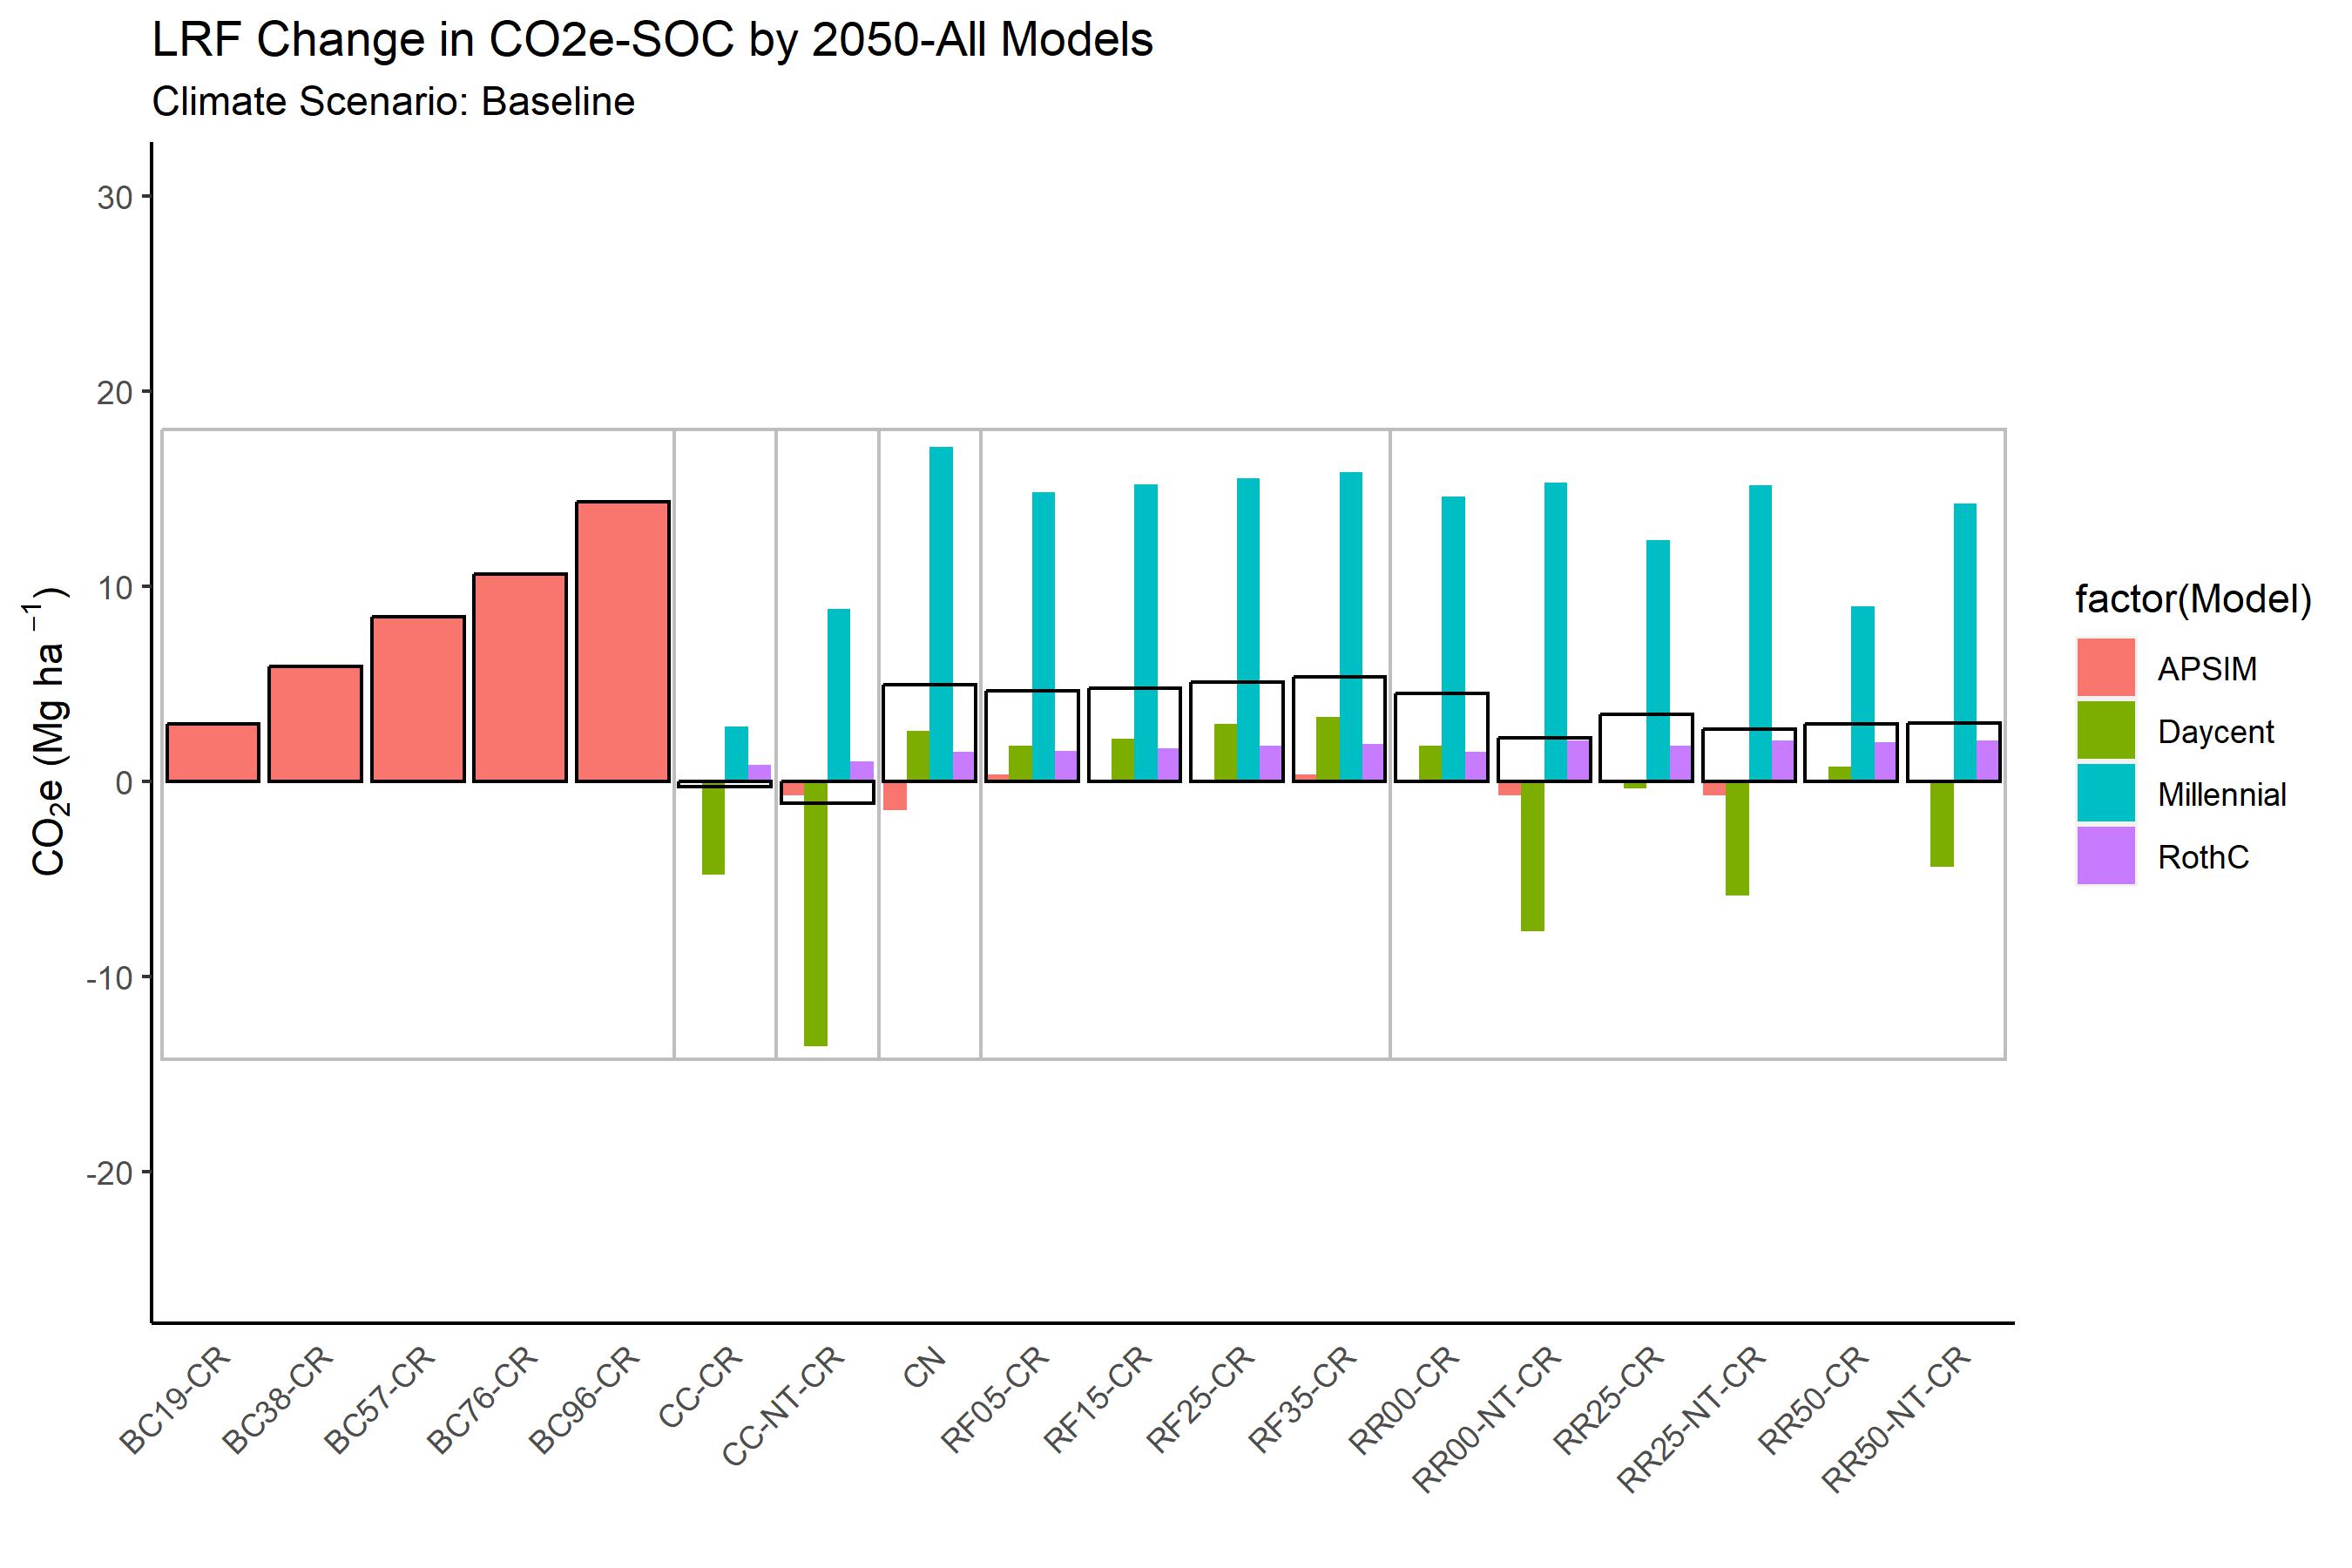 LRF Change in CO2e-SOC by 2050-All Models
Climate Scenario: Baseline
CO₂e (Mg ha ⁻¹)
30
20
10
0
-10
-20
BC19-CR
BC38-CR
BC57-CR
BC76-CR
BC96-CR
CC-CR
CC-NT-CR
CN
RF05-CR
RF15-CR
RF25-CR
RF35-CR
RR00-CR
RR00-NT-CR
RR25-CR
RR25-NT-CR
RR50-CR
RR50-NT-CR
factor(Model)
APSIM
Daycent
Millennial
RothC